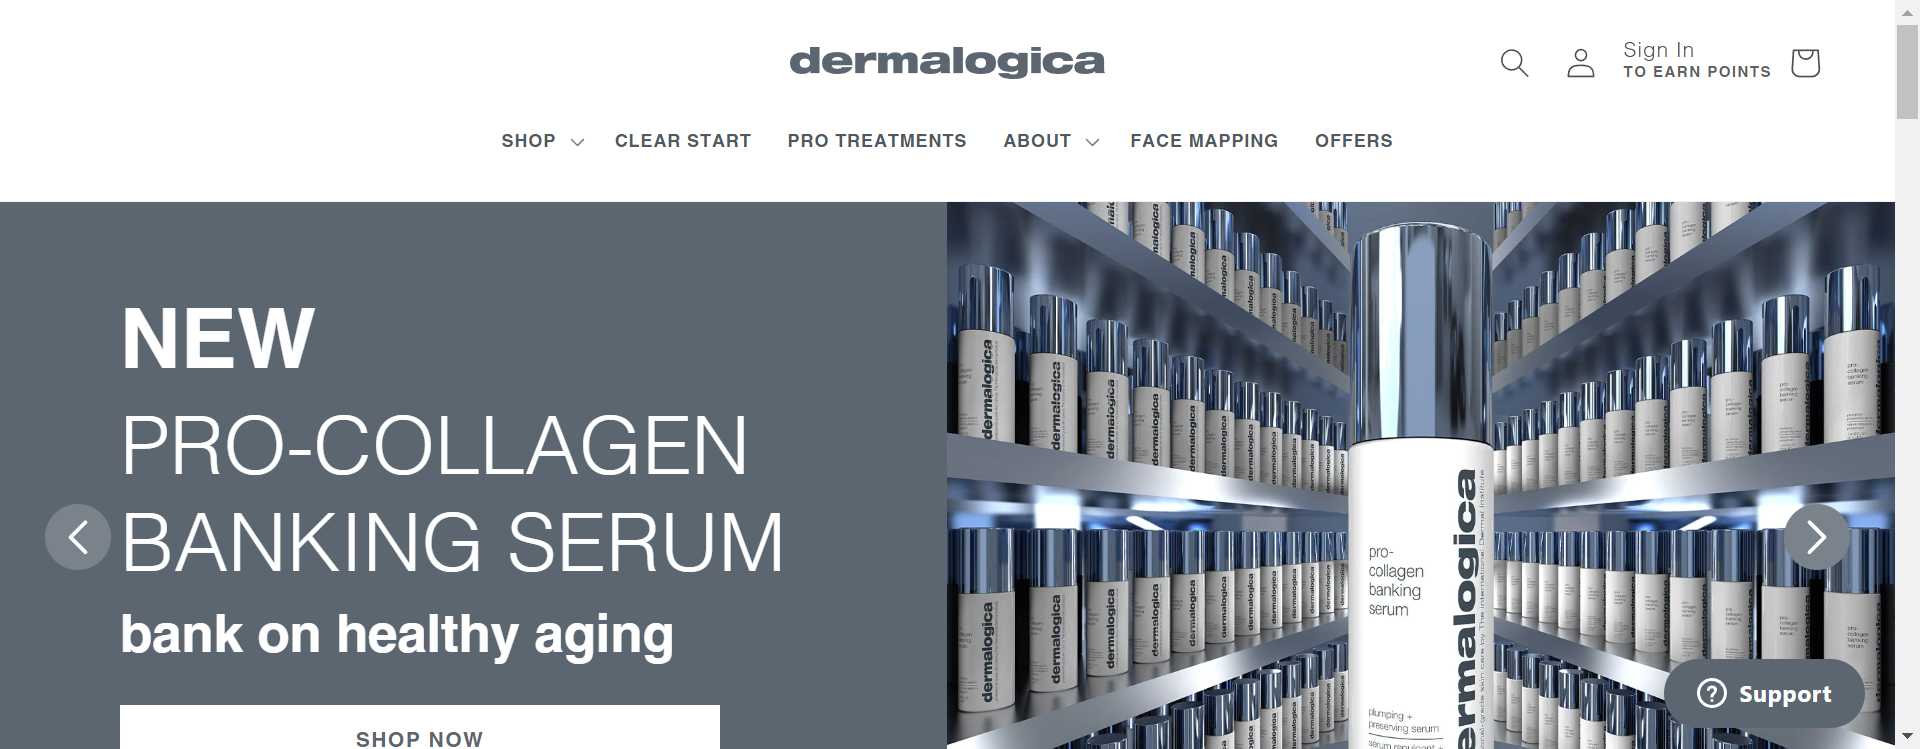 dermalogica
Sign In
TO EARN POINTS
SHOP
CLEAR START
PRO TREATMENTS
ABOUT
FACE MAPPING
OFFERS
NEW
PRO-COLLAGEN
BANKING SERUM
bank on healthy aging
SHOP NOW
pro-
collagen
banking
serum
dermalogica
plumping +
preserving serum
Support